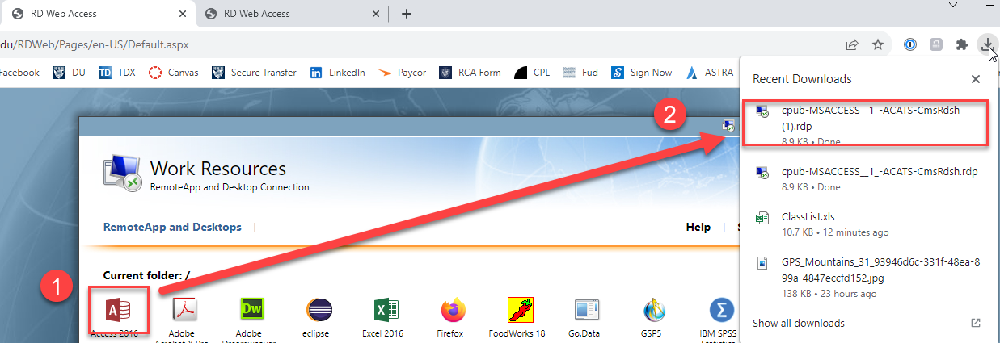 RD Web Access
RD Web Access
du/RDWeb/Pages/en-US/Default.aspx
Facebook DU TD TDX Canvas Secure Transfer in LinkedIn Paycor RCA Form CPL Fud S Sign Now ASTRA
Recent Downloads
cpub-MSACCESS__1_-ACATS-CmsRdsh
(1).rdp
8.9 KB • Done
cpub-MSACCESS__1_-ACATS-CmsRdsh.rdp
8.9 KB • Done
ClassList.xls
10.7 KB • 12 minutes ago
GPS_Mountains_31_93946d6c-331f-48ea-8
99a-4847eccfd152.jpg
138 KB • 23 hours ago
Show all downloads
2
Work Resources
RemoteApp and Desktop Connection
RemoteApp and Desktops | Help |
Current folder: /
1
A Dw X Σ
Access 2016 Adobe Acrobat X Pro Adobe Dreamweaver eclipse Excel 2016 Firefox FoodWorks 18 Go.Data GSP5 IBM SPSS Statistics